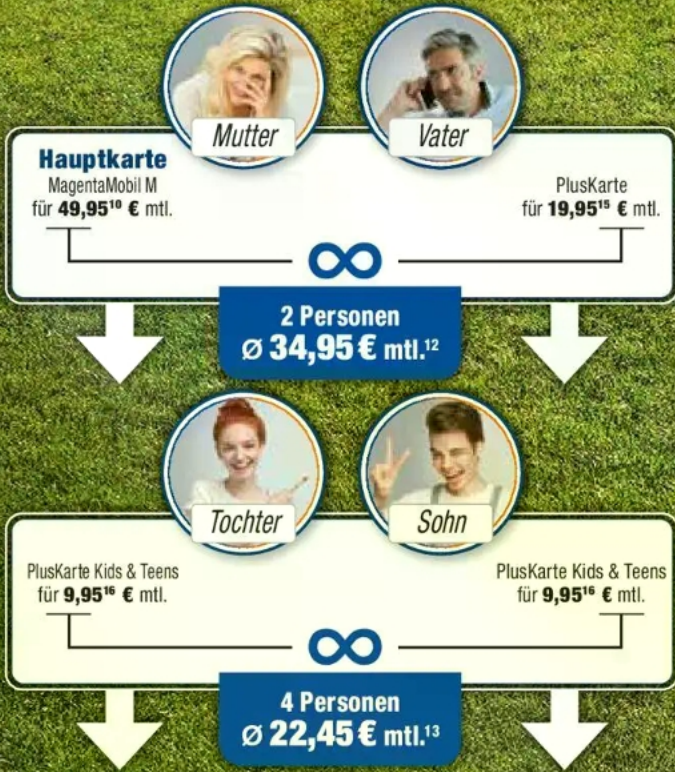 Mutter
Vater
Hauptkarte
MagentaMobil M
für 49,95¹⁰ € mtl.
PlusKarte
für 19,95¹⁵ € mtl.
2 Personen
Ø 34,95 € mtl.¹²
Tochter
Sohn
PlusKarte Kids & Teens
für 9,95¹⁶ € mtl.
PlusKarte Kids & Teens
für 9,95¹⁶ € mtl.
4 Personen
Ø 22,45 € mtl.¹³